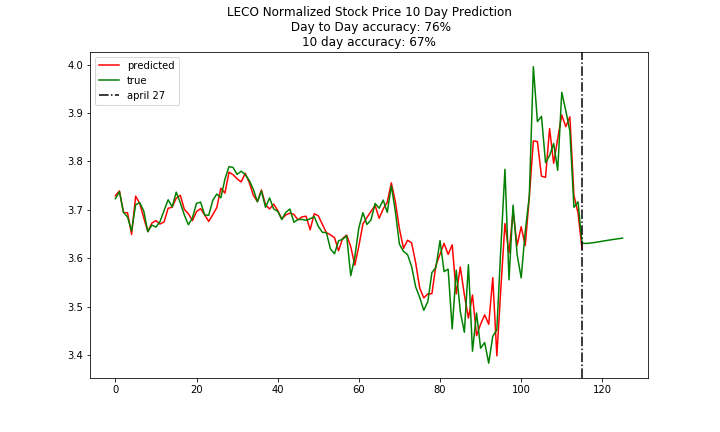 LECO Normalized Stock Price 10 Day Prediction
Day to Day accuracy: 76%
10 day accuracy: 67%
predicted
true
april 27
4.0
3.9
3.8
3.7
3.6
3.5
3.4
0 20 40 60 80 100 120